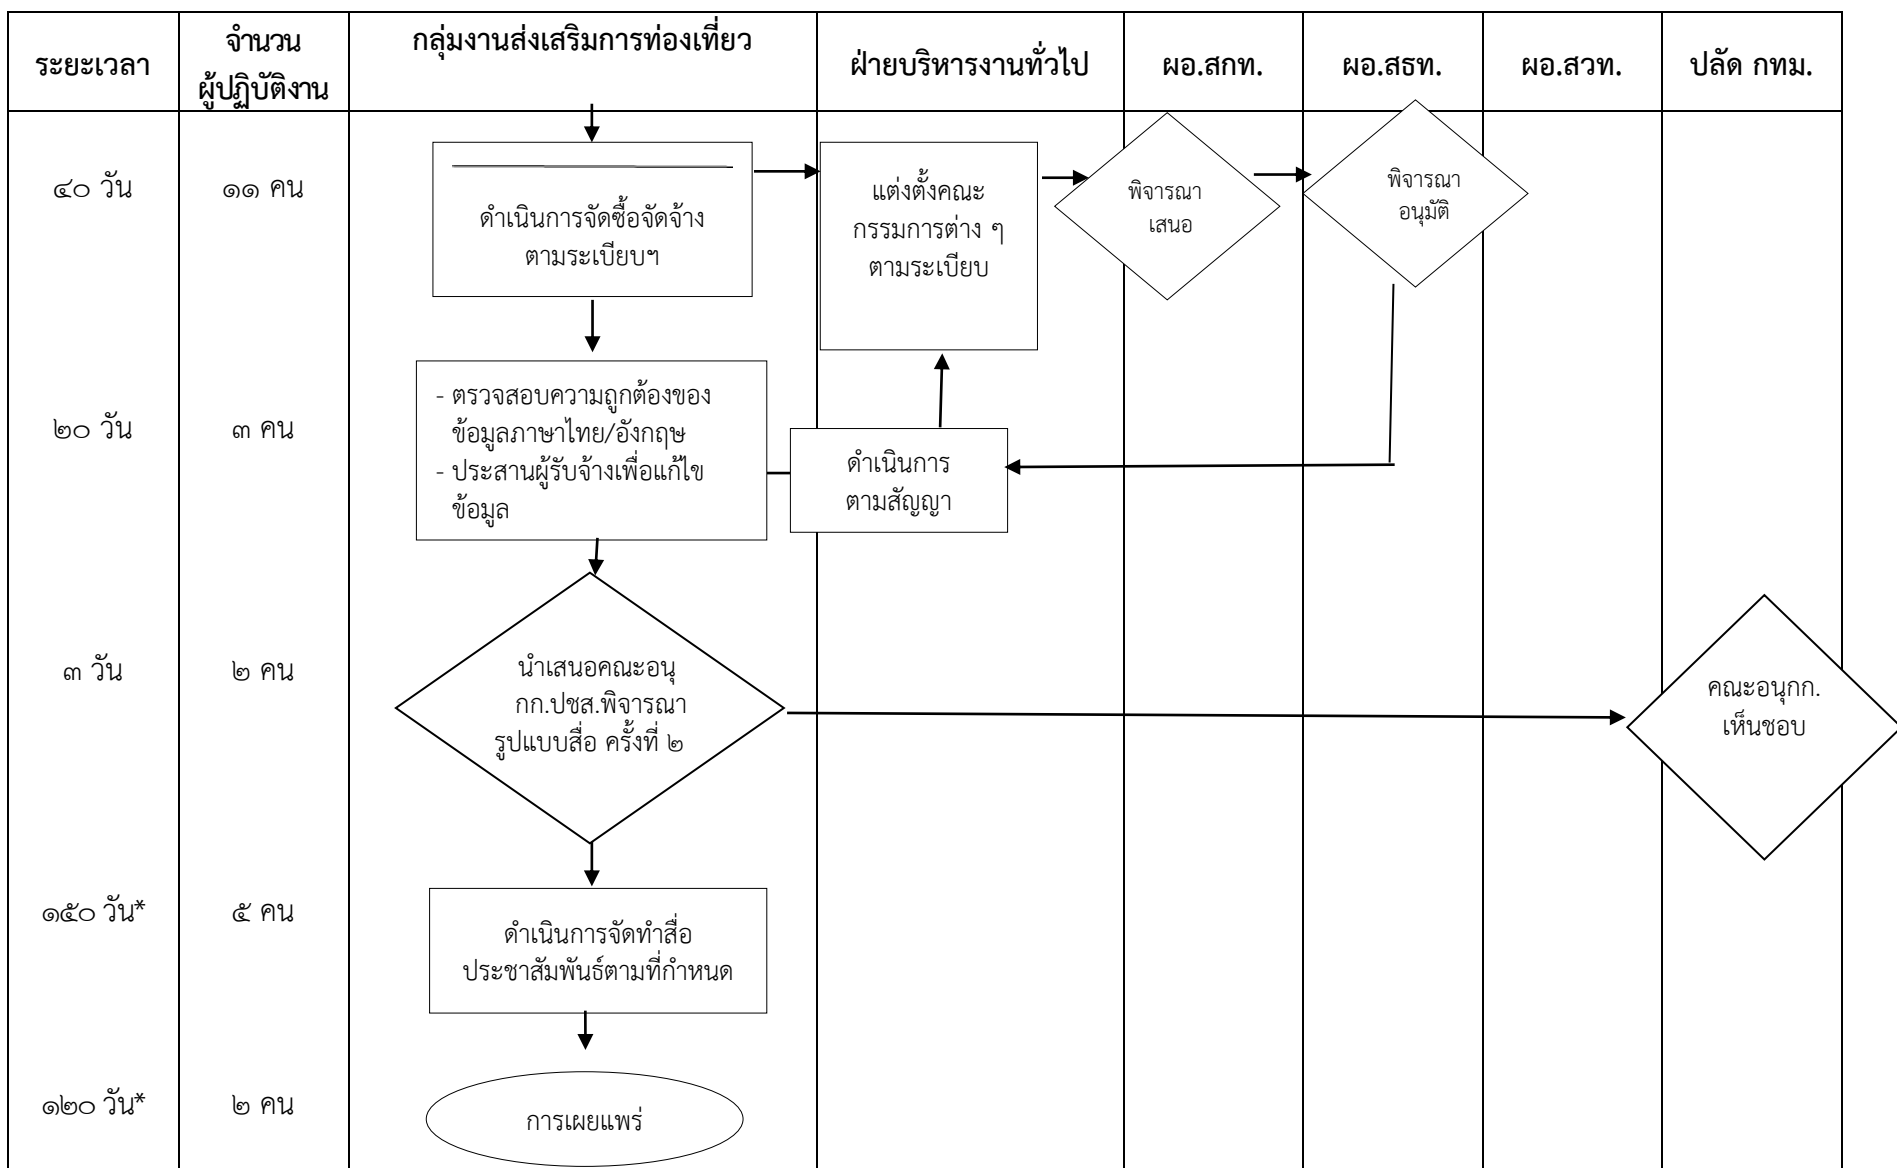 ระยะเวลา
จำนวน
ผู้ปฏิบัติงาน
กลุ่มงานส่งเสริมการท่องเที่ยว
ฝ่ายบริหารงานทั่วไป
ผอ.สกท.
ผอ.สธท.
ผอ.สวท.
ปลัด กทม.
๔๐ วัน
๑๑ คน
ดำเนินการจัดซื้อจัดจ้าง
ตามระเบียบฯ
แต่งตั้งคณะ
กรรมการต่าง ๆ
ตามระเบียบ
พิจารณา
เสนอ
พิจารณา
อนุมัติ
๒๐ วัน
๓ คน
- ตรวจสอบความถูกต้องของ
ข้อมูลภาษาไทย/อังกฤษ
- ประสานผู้รับจ้างเพื่อแก้ไข
ข้อมูล
ดำเนินการ
ตามสัญญา
๓ วัน
๒ คน
นำเสนอคณะอนุ
กก.ปชส.พิจารณา
รูปแบบสื่อ ครั้งที่ ๒
คณะอนุกก.
เห็นชอบ
๑๕๐ วัน*
๕ คน
ดำเนินการจัดทำสื่อ
ประชาสัมพันธ์ตามที่กำหนด
๑๒๐ วัน*
๒ คน
การเผยแพร่